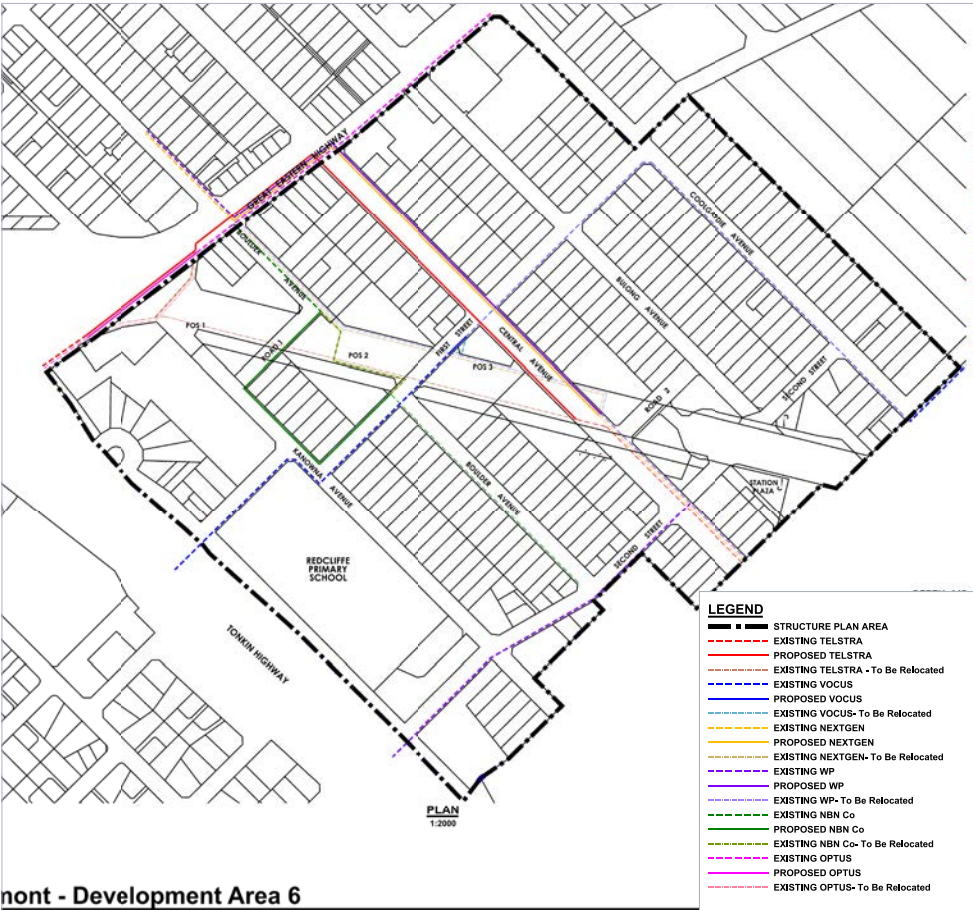 GREAT EASTERN HIGHWAY
COOLGARDIE AVENUE
BOULDER AVENUE
BULONG AVENUE
POS 1
FIRST STREET
CENTRAL AVENUE
ROAD 1
POS 2
POS 3
SECOND STREET
ROAD 2
KANOWNA AVENUE
BOULDER AVENUE
STATION
PLAZA
SECOND STREET
REDCLIFFE
PRIMARY
SCHOOL
TONKIN HIGHWAY
PLAN
1:2000
LEGEND
STRUCTURE PLAN AREA
EXISTING TELSTRA
PROPOSED TELSTRA
EXISTING TELSTRA - To Be Relocated
EXISTING VOCUS
PROPOSED VOCUS
EXISTING VOCUS- To Be Relocated
EXISTING NEXTGEN
PROPOSED NEXTGEN
EXISTING NEXTGEN- To Be Relocated
EXISTING WP
PROPOSED WP
EXISTING WP- To Be Relocated
EXISTING NBN Co
PROPOSED NBN Co
EXISTING NBN Co- To Be Relocated
EXISTING OPTUS
PROPOSED OPTUS
EXISTING OPTUS- To Be Relocated
mont - Development Area 6